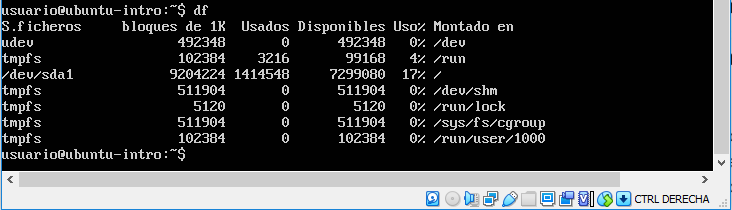 usuario@ubuntu-intro:~$ df
S.ficheros     bloques de 1K  Usados Disponibles Uso% Montado en
udev                  492348       0      492348   0% /dev
tmpfs                 102384    3216       99168   4% /run
/dev/sda1            9204224 1414548     7299080  17% /
tmpfs                 511904       0      511904   0% /dev/shm
tmpfs                   5120       0        5120   0% /run/lock
tmpfs                 511904       0      511904   0% /sys/fs/cgroup
tmpfs                 102384       0      102384   0% /run/user/1000
usuario@ubuntu-intro:~$
CTRL DERECHA